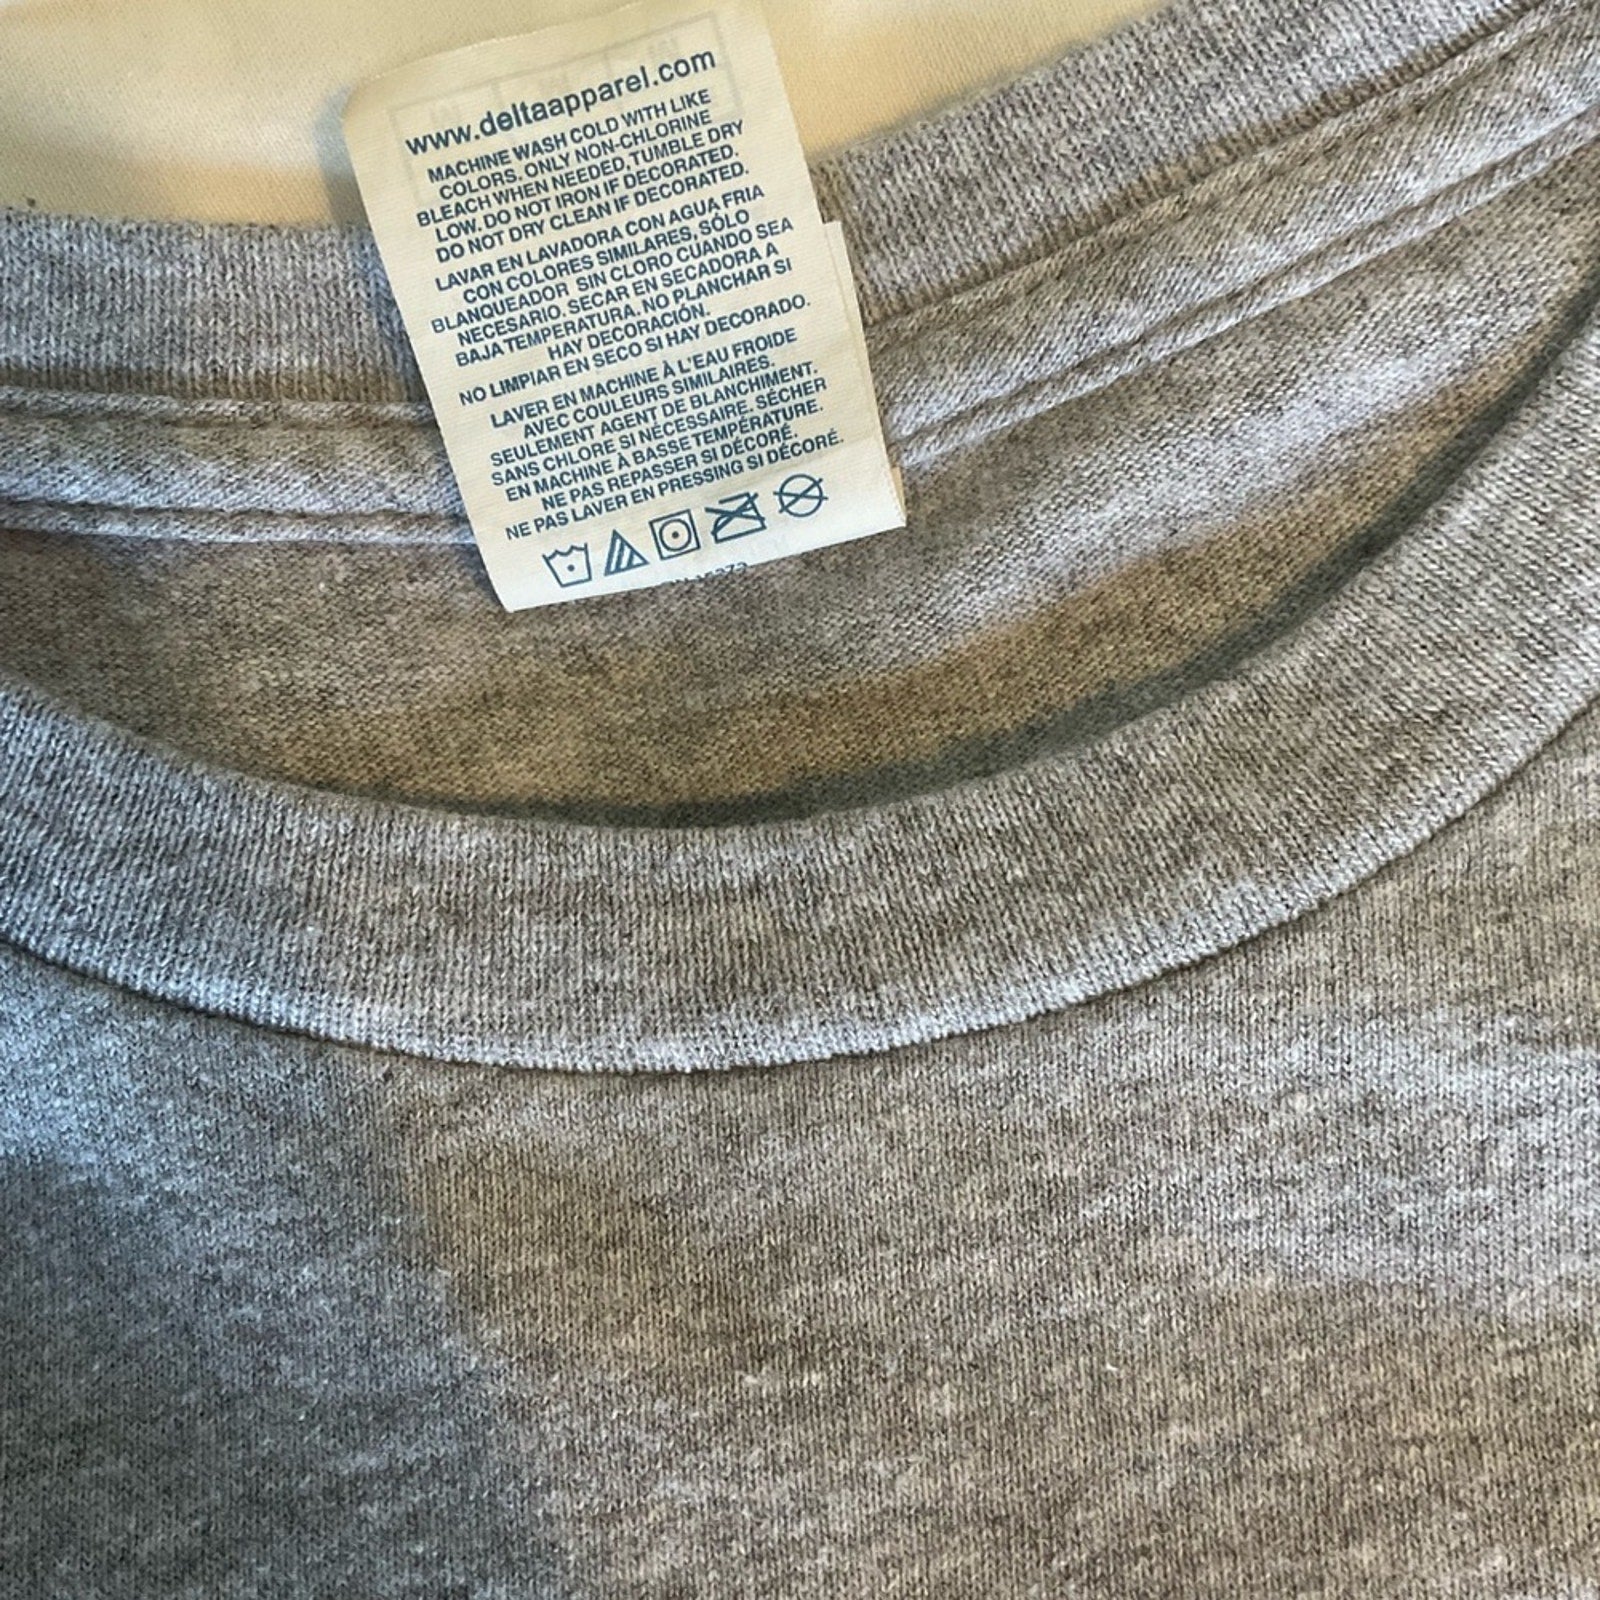 www.deltaapparel.com
MACHINE WASH COLD WITH LIKE
COLORS. ONLY NON-CHLORINE
BLEACH WHEN NEEDED, TUMBLE DRY
LOW. DO NOT IRON IF DECORATED.
DO NOT DRY CLEAN IF DECORATED.
LAVAR EN LAVADORA CON AGUA FRIA
CON COLORES SIMILARES, SÓLO
BLANQUEADOR SIN CLORO CUANDO SEA
NECESARIO. SECAR EN SECADORA A
BAJA TEMPERATURA. NO PLANCHAR SI
HAY DECORACIÓN.
NO LIMPIAR EN SECO SI HAY DECORADO.
LAVER EN MACHINE À L'EAU FROIDE
AVEC COULEURS SIMILAIRES.
SEULEMENT AGENT DE BLANCHIMENT.
SANS CHLORE SI NÉCESSAIRE. SÉCHER
EN MACHINE À BASSE TEMPÉRATURE.
NE PAS REPASSER SI DÉCORÉ.
NE PAS LAVER EN PRESSING SI DÉCORÉ.